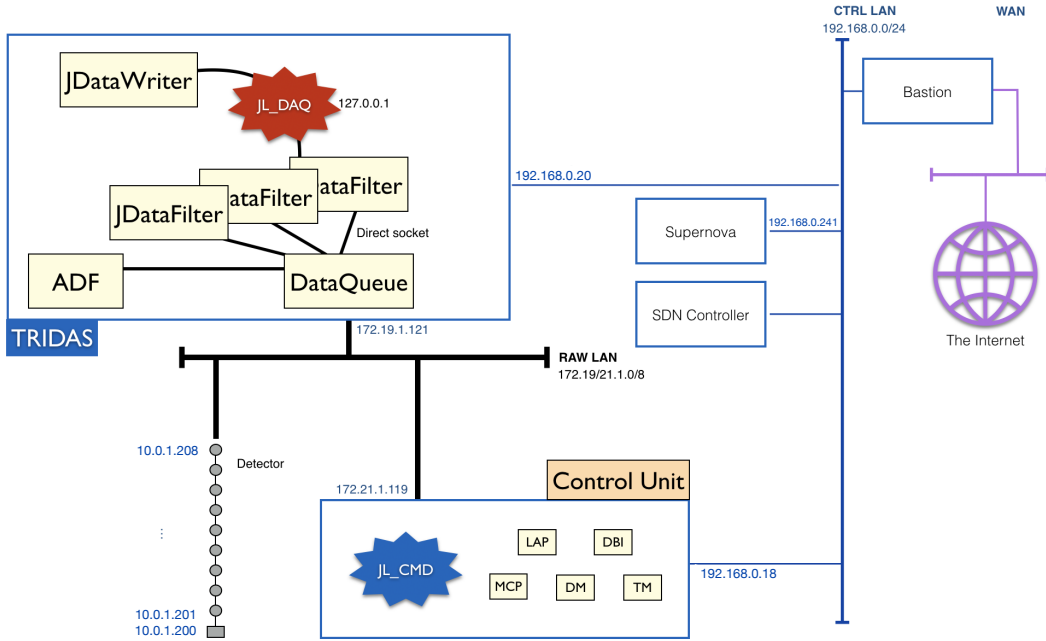 CTRL LAN
192.168.0.0/24
WAN
JDataWriter
JL_DAQ
127.0.0.1
Bastion
ataFilter
ataFilter
JDataFilter
192.168.0.20
Direct socket
Supernova
192.168.0.241
ADF
DataQueue
SDN Controller
TRIDAS
172.19.1.121
The Internet
RAW LAN
172.19/21.1.0/8
10.0.1.208
Detector
172.21.1.119
Control Unit
⋮
JL_CMD
LAP
DBI
MCP
DM
TM
192.168.0.18
10.0.1.201
10.0.1.200